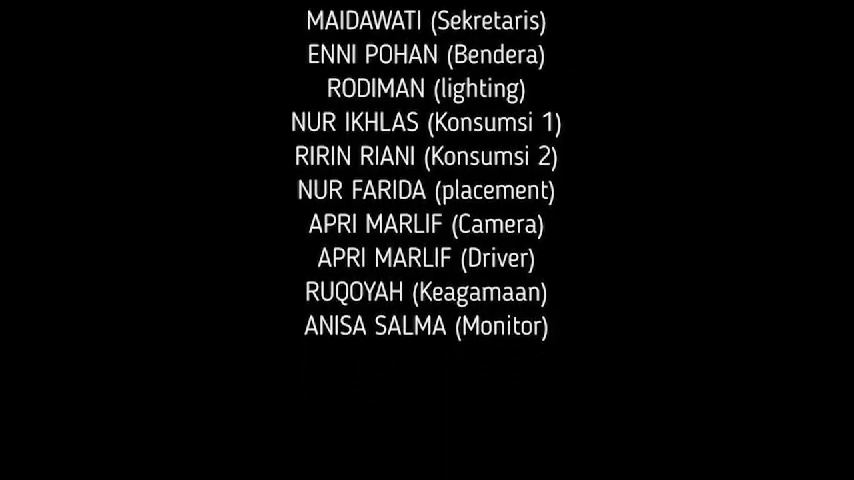 MAIDAWATI (Sekretaris)
ENNI POHAN (Bendera)
RODIMAN (lighting)
NUR IKHLAS (Konsumsi 1)
RIRIN RIANI (Konsumsi 2)
NUR FARIDA (placement)
APRI MARLIF (Camera)
APRI MARLIF (Driver)
RUQOYAH (Keagamaan)
ANISA SALMA (Monitor)